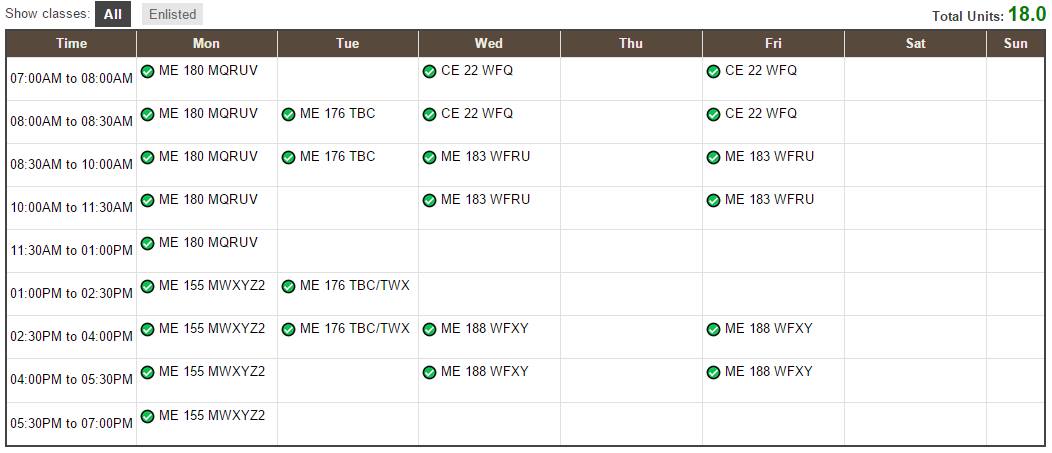 Show classes: All Enlisted Total Units: 18.0
Time Mon Tue Wed Thu Fri Sat Sun
07:00AM to 08:00AM ME 180 MQRUV CE 22 WFQ CE 22 WFQ
08:00AM to 08:30AM ME 180 MQRUV ME 176 TBC CE 22 WFQ CE 22 WFQ
08:30AM to 10:00AM ME 180 MQRUV ME 176 TBC ME 183 WFRU ME 183 WFRU
10:00AM to 11:30AM ME 180 MQRUV ME 183 WFRU ME 183 WFRU
11:30AM to 01:00PM ME 180 MQRUV
01:00PM to 02:30PM ME 155 MWXYZ2 ME 176 TBC/TWX
02:30PM to 04:00PM ME 155 MWXYZ2 ME 176 TBC/TWX ME 188 WFXY ME 188 WFXY
04:00PM to 05:30PM ME 155 MWXYZ2 ME 188 WFXY ME 188 WFXY
05:30PM to 07:00PM ME 155 MWXYZ2